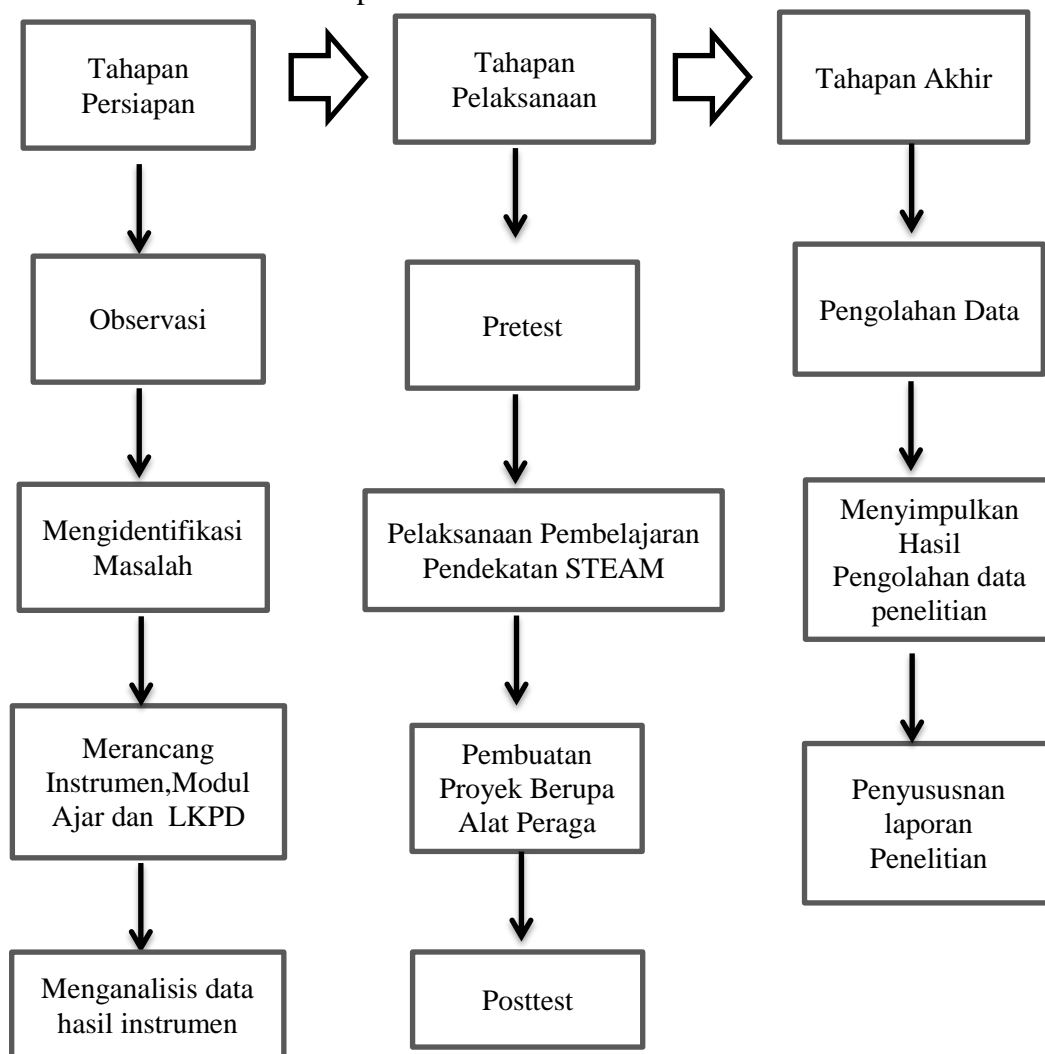 Tahapan
Persiapan
Observasi
Mengidentifikasi
Masalah
Merancang
Instrumen,Modul
Ajar dan LKPD
Menganalisis data
hasil instrumen
Tahapan
Pelaksanaan
Pretest
Pelaksanaan Pembelajaran
Pendekatan STEAM
Pembuatan
Proyek Berupa
Alat Peraga
Posttest
Tahapan Akhir
Pengolahan Data
Menyimpulkan
Hasil
Pengolahan data
penelitian
Penyususnan
laporan
Penelitian